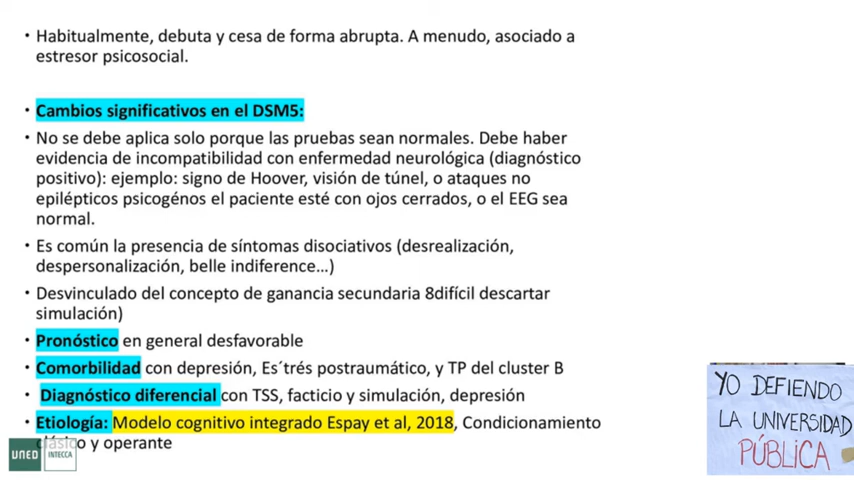 • Habitualmente, debuta y cesa de forma abrupta. A menudo, asociado a
estresor psicosocial.
• Cambios significativos en el DSM5:
• No se debe aplica solo porque las pruebas sean normales. Debe haber
evidencia de incompatibilidad con enfermedad neurológica (diagnóstico
positivo): ejemplo: signo de Hoover, visión de túnel, o ataques no
epilépticos psicogénos el paciente esté con ojos cerrados, o el EEG sea
normal.
• Es común la presencia de síntomas disociativos (desrealización,
despersonalización, belle indiference...)
• Desvinculado del concepto de ganancia secundaria 8difícil descartar
simulación)
• Pronóstico en general desfavorable
• Comorbilidad con depresión, Es´trés postraumático, y TP del cluster B
• Diagnóstico diferencial con TSS, facticio y simulación, depresión
• Etiología: Modelo cognitivo integrado Espay et al, 2018, Condicionamiento
clásico y operante
UNED
INTECCA
YO DEFIENDO
LA UNIVERSIDAD
PÚBLICA